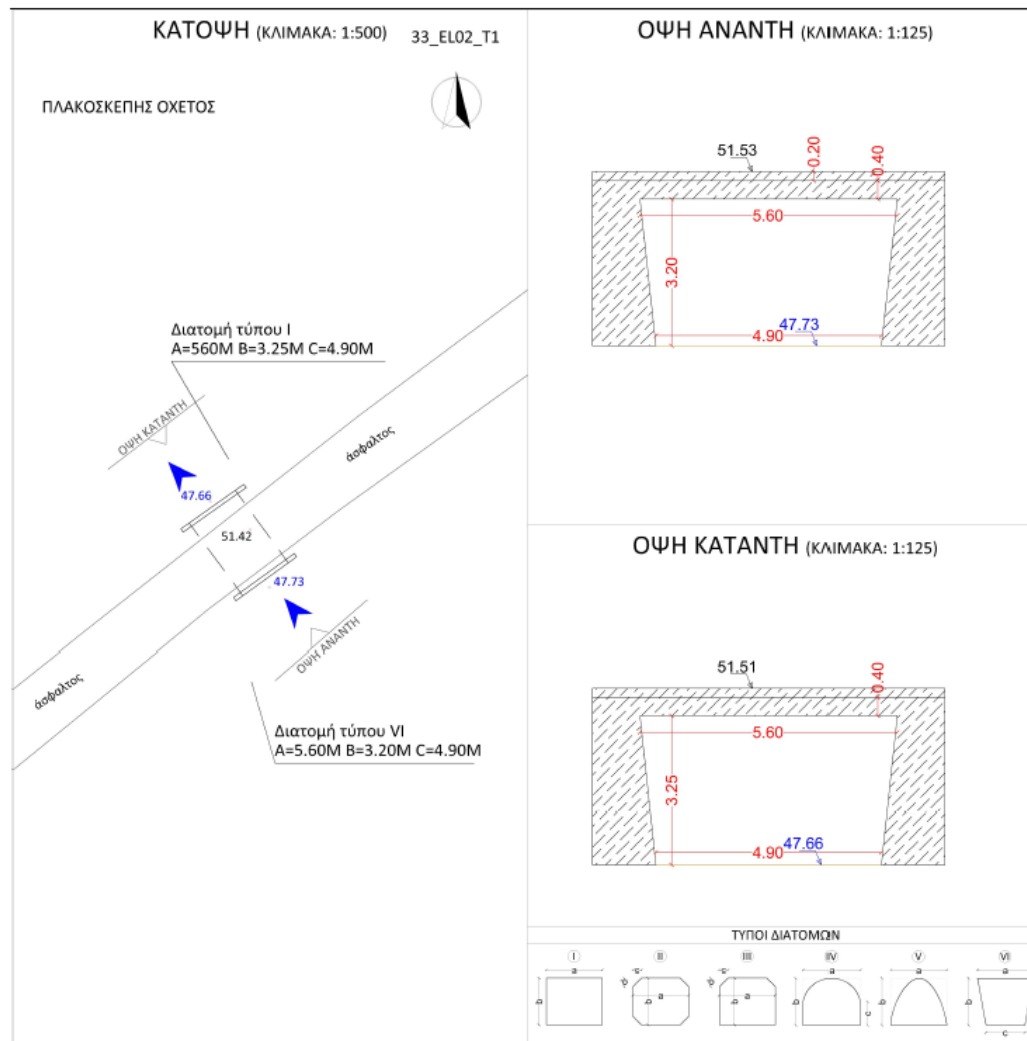 ΚΑΤΟΨΗ (ΚΛΙΜΑΚΑ: 1:500) 33_EL02_T1
ΠΛΑΚΟΣΚΕΠΗΣ ΟΧΕΤΟΣ
Διατομή τύπου I
A=560M B=3.25M C=4.90M
ΟΨΗ ΚΑΤΑΝΤΗ
άσφαλτος
47.66
51.42
47.73
ΟΨΗ ΑΝΑΝΤΗ
άσφαλτος
Διατομή τύπου VI
A=5.60M B=3.20M C=4.90M
ΟΨΗ ΑΝΑΝΤΗ (ΚΛΙΜΑΚΑ: 1:125)
51.53
0.20
0.40
5.60
3.20
47.73
4.90
ΟΨΗ ΚΑΤΑΝΤΗ (ΚΛΙΜΑΚΑ: 1:125)
51.51
0.40
5.60
3.25
47.66
4.90
ΤΥΠΟΙ ΔΙΑΤΟΜΩΝ
I II III IV V VI
a c c a a a
b d b a d b a b c b b
c